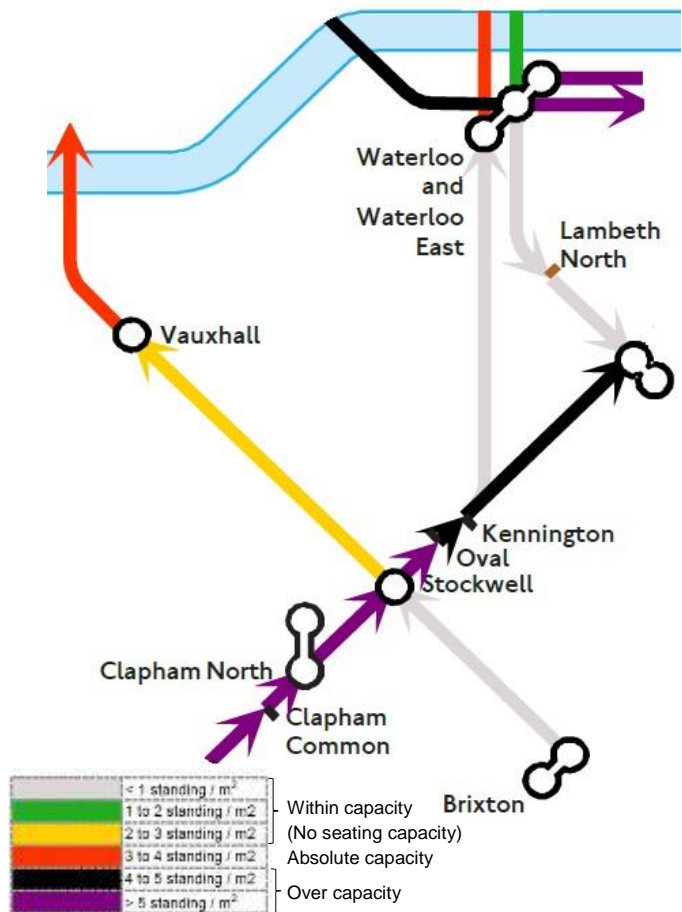 Waterloo
and
Waterloo
East
Lambeth
North
Vauxhall
Kennington
Oval
Stockwell
Clapham North
Clapham
Common
Brixton
< 1 standing / m²
1 to 2 standing / m2
2 to 3 standing / m2
3 to 4 standing / m2
4 to 5 standing / m2
> 5 standing / m2
Within capacity
(No seating capacity)
Absolute capacity
Over capacity